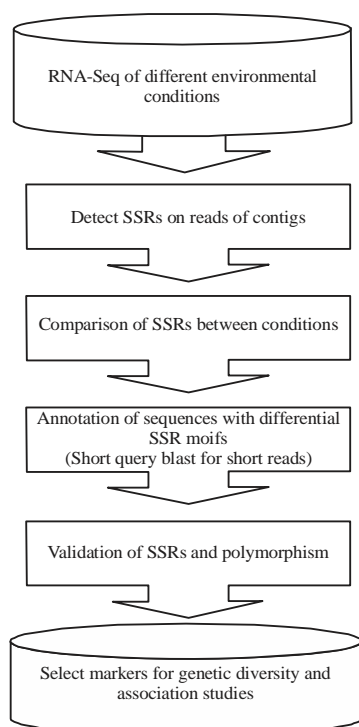 RNA-Seq of different environmental
conditions
Detect SSRs on reads of contigs
Comparison of SSRs between conditions
Annotation of sequences with differential
SSR moifs
(Short query blast for short reads)
Validation of SSRs and polymorphism
Select markers for genetic diversity and
association studies